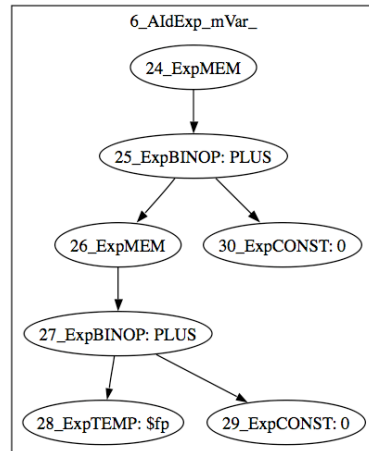 6_AIdExp_mVar_
24_ExpMEM
25_ExpBINOP: PLUS
26_ExpMEM
30_ExpCONST: 0
27_ExpBINOP: PLUS
28_ExpTEMP: $fp
29_ExpCONST: 0